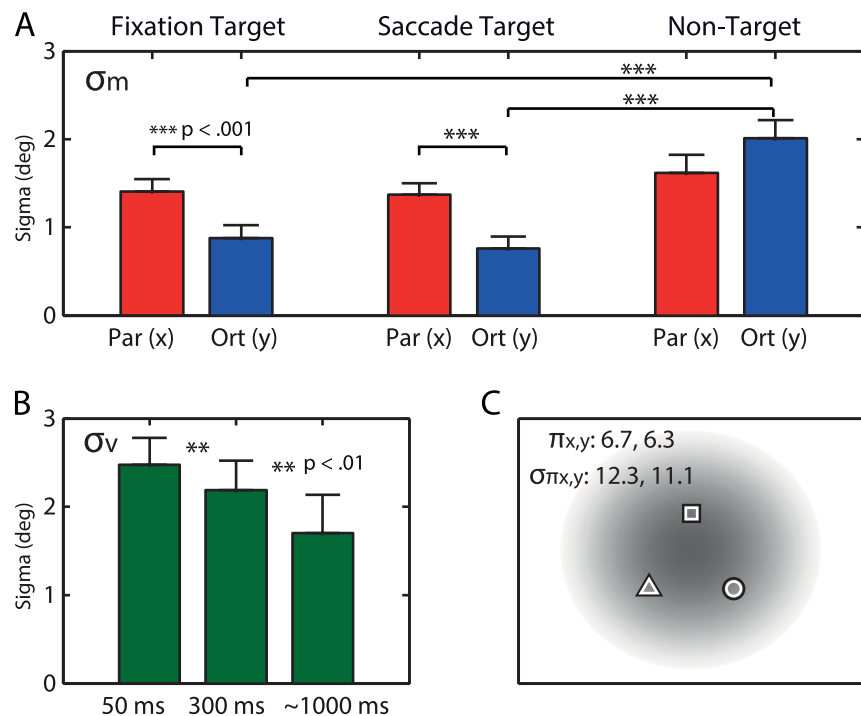 A
Fixation Target
Saccade Target
Non-Target
σm
Sigma (deg)
3
2
1
0
*** p < .001
***
***
***
Par (x)
Ort (y)
Par (x)
Ort (y)
Par (x)
Ort (y)
B
σv
Sigma (deg)
3
2
1
0
**
** p < .01
50 ms
300 ms
~1000 ms
C
πx,y: 6.7, 6.3
σπx,y: 12.3, 11.1